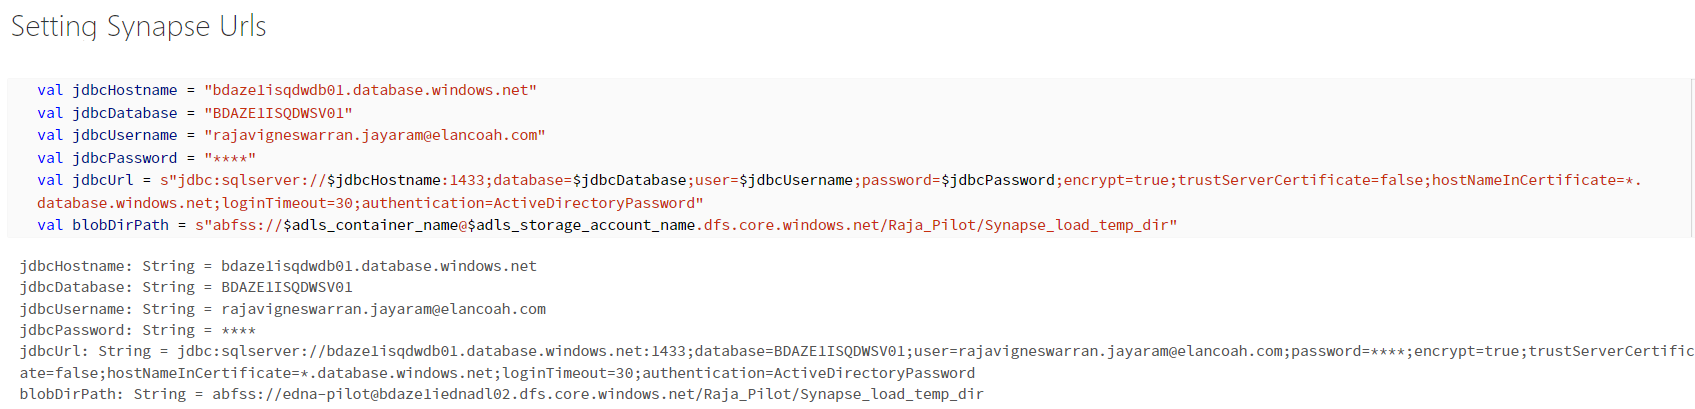 Setting Synapse Urls
val jdbcHostname = "bdaze1isqdwdb01.database.windows.net"
val jdbcDatabase = "BDAZE1ISQDWSV01"
val jdbcUsername = "rajavigneswarran.jayaram@elancoah.com"
val jdbcPassword = "****"
val jdbcUrl = s"jdbc:sqlserver://$jdbcHostname:1433;database=$jdbcDatabase;user=$jdbcUsername;password=$jdbcPassword;encrypt=true;trustServerCertificate=false;hostNameInCertificate=*.
database.windows.net;loginTimeout=30;authentication=ActiveDirectoryPassword"
val blobDirPath = s"abfss://$adls_container_name@$adls_storage_account_name.dfs.core.windows.net/Raja_Pilot/Synapse_load_temp_dir"
jdbcHostname: String = bdaze1isqdwdb01.database.windows.net
jdbcDatabase: String = BDAZE1ISQDWSV01
jdbcUsername: String = rajavigneswarran.jayaram@elancoah.com
jdbcPassword: String = ****
jdbcUrl: String = jdbc:sqlserver://bdaze1isqdwdb01.database.windows.net:1433;database=BDAZE1ISQDWSV01;user=rajavigneswarran.jayaram@elancoah.com;password=****;encrypt=true;trustServerCertific
ate=false;hostNameInCertificate=*.database.windows.net;loginTimeout=30;authentication=ActiveDirectoryPassword
blobDirPath: String = abfss://edna-pilot@bdaze1iednadl02.dfs.core.windows.net/Raja_Pilot/Synapse_load_temp_dir